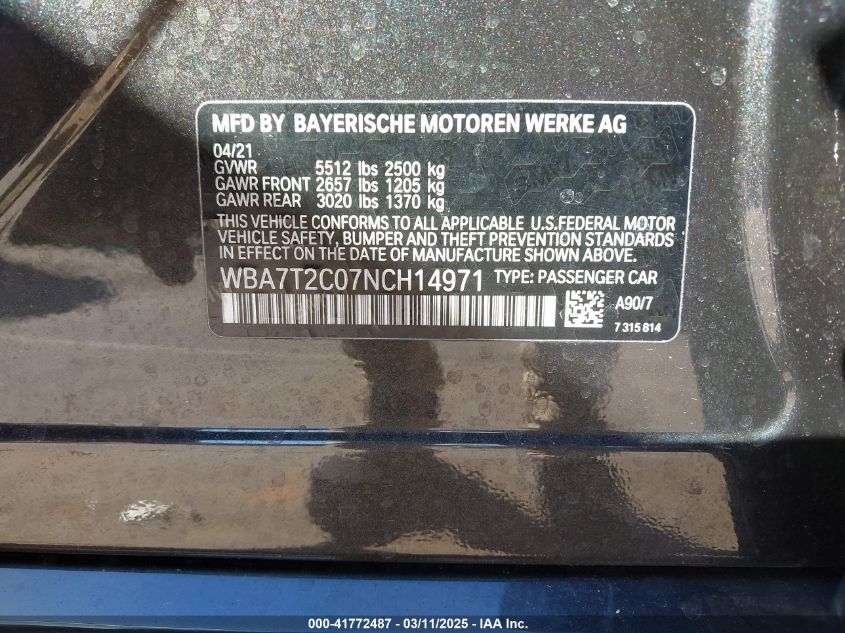 MFD BY BAYERISCHE MOTOREN WERKE AG
04/21
GVWR 5512 lbs 2500 kg
GAWR FRONT 2657 lbs 1205 kg
GAWR REAR 3020 lbs 1370 kg
THIS VEHICLE CONFORMS TO ALL APPLICABLE U.S.FEDERAL MOTOR
VEHICLE SAFETY, BUMPER AND THEFT PREVENTION STANDARDS
IN EFFECT ON THE DATE OF MANUFACTURE SHOWN ABOVE.
WBA7T2C07NCH14971 TYPE: PASSENGER CAR
A90/7
7 315 814
000-41772487 - 03/11/2025 - IAA Inc.